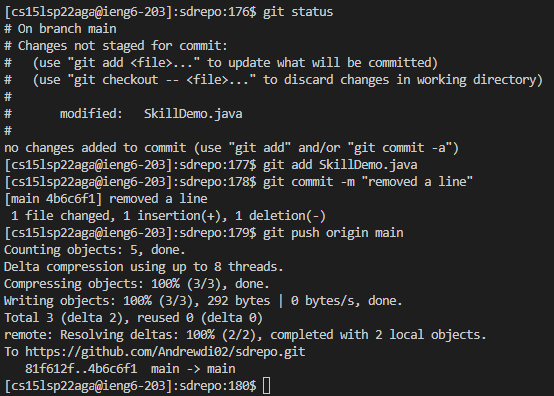 [cs15lsp22aga@ieng6-203]:sdrepo:176$ git status
# On branch main
# Changes not staged for commit:
#   (use "git add <file>..." to update what will be committed)
#   (use "git checkout -- <file>..." to discard changes in working directory)
#
#       modified:   SkillDemo.java
#
no changes added to commit (use "git add" and/or "git commit -a")
[cs15lsp22aga@ieng6-203]:sdrepo:177$ git add SkillDemo.java
[cs15lsp22aga@ieng6-203]:sdrepo:178$ git commit -m "removed a line"
[main 4b6c6f1] removed a line
 1 file changed, 1 insertion(+), 1 deletion(-)
[cs15lsp22aga@ieng6-203]:sdrepo:179$ git push origin main
Counting objects: 5, done.
Delta compression using up to 8 threads.
Compressing objects: 100% (3/3), done.
Writing objects: 100% (3/3), 292 bytes | 0 bytes/s, done.
Total 3 (delta 2), reused 0 (delta 0)
remote: Resolving deltas: 100% (2/2), completed with 2 local objects.
To https://github.com/Andrewdi02/sdrepo.git
   81f612f..4b6c6f1  main -> main
[cs15lsp22aga@ieng6-203]:sdrepo:180$